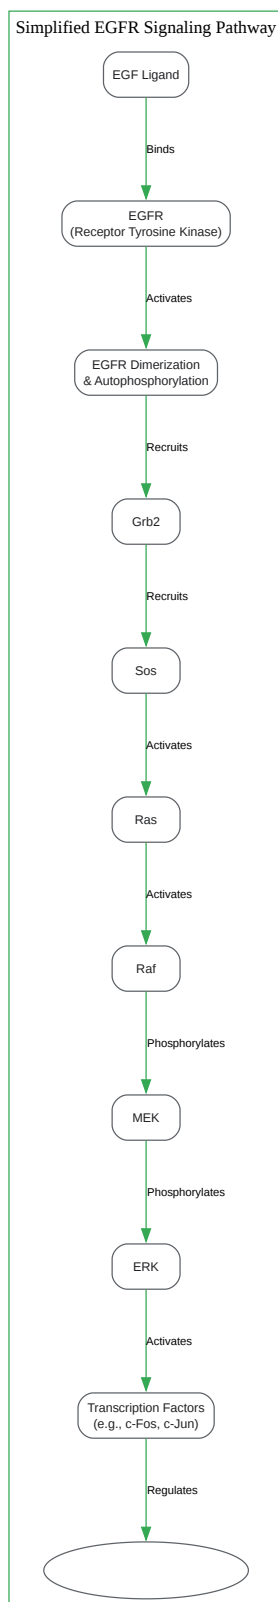 Simplified EGFR Signaling Pathway
EGF Ligand
Binds
EGFR
(Receptor Tyrosine Kinase)
Activates
EGFR Dimerization
& Autophosphorylation
Recruits
Grb2
Recruits
Sos
Activates
Ras
Activates
Raf
Phosphorylates
MEK
Phosphorylates
ERK
Activates
Transcription Factors
(e.g., c-Fos, c-Jun)
Regulates